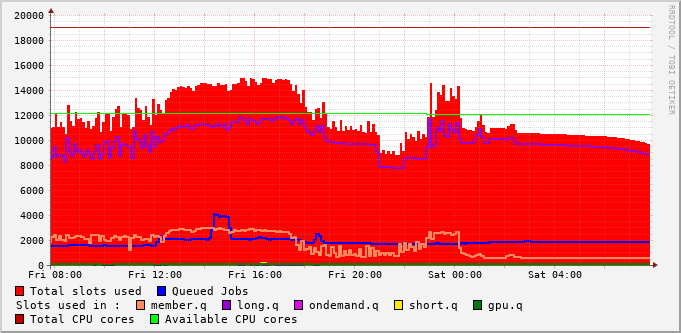 20000
18000
16000
14000
12000
10000
8000
6000
4000
2000
0
Fri 08:00 Fri 12:00 Fri 16:00 Fri 20:00 Sat 00:00 Sat 04:00
Total slots used Queued Jobs
Slots used in : member.q long.q ondemand.q short.q gpu.q
Total CPU cores Available CPU cores
RRDTOOL / TOBI OETIKER